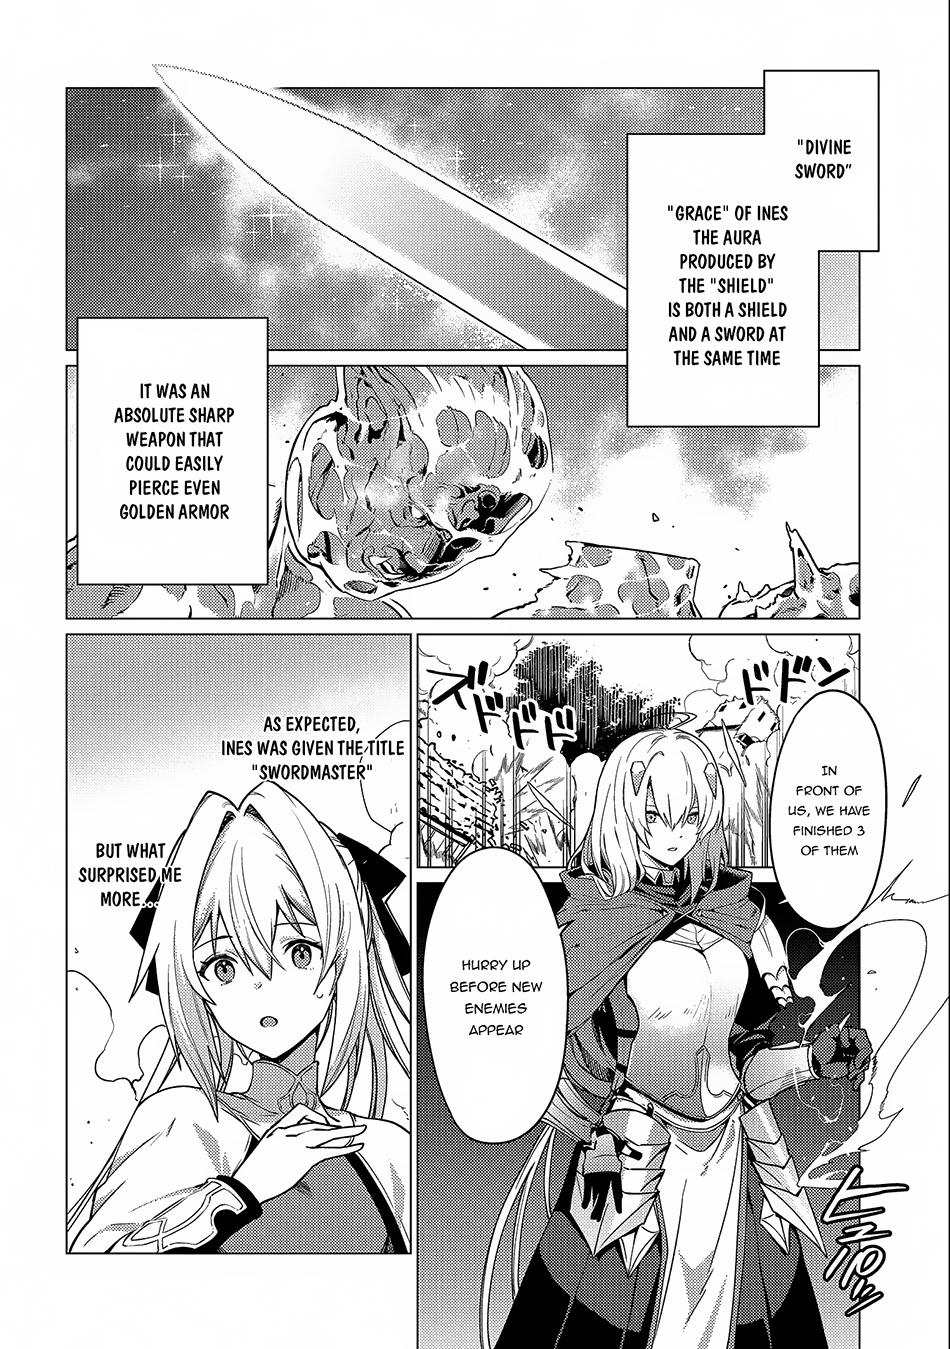 "DIVINE
SWORD"
"GRACE" OF INES
THE AURA
PRODUCED BY
THE "SHIELD"
IS BOTH A SHIELD
AND A SWORD AT
THE SAME TIME
IT WAS AN
ABSOLUTE SHARP
WEAPON THAT
COULD EASILY
PIERCE EVEN
GOLDEN ARMOR
ドドン
ズドドド
IN
FRONT OF
US, WE HAVE
FINISHED 3
OF THEM
HURRY UP
BEFORE NEW
ENEMIES
APPEAR
AS EXPECTED,
INES WAS GIVEN THE TITLE
"SWORDMASTER"
BUT WHAT
SURPRISED ME
MORE...